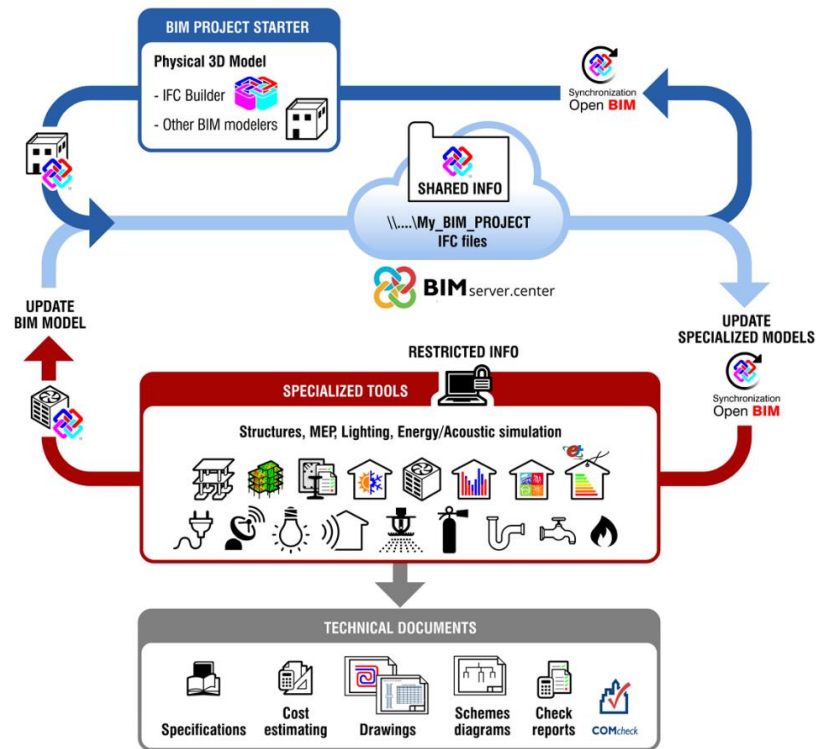 BIM PROJECT STARTER
Physical 3D Model
- IFC Builder
- Other BIM modelers
Synchronization
Open BIM
SHARED INFO
\\....\My_BIM_PROJECT
IFC files
BIMserver.center
UPDATE
BIM MODEL
UPDATE
SPECIALIZED MODELS
Synchronization
Open BIM
RESTRICTED INFO
SPECIALIZED TOOLS
Structures, MEP, Lighting, Energy/Acoustic simulation
et
TECHNICAL DOCUMENTS
Specifications
Cost
estimating
Drawings
Schemes
diagrams
Check
reports
COMcheck